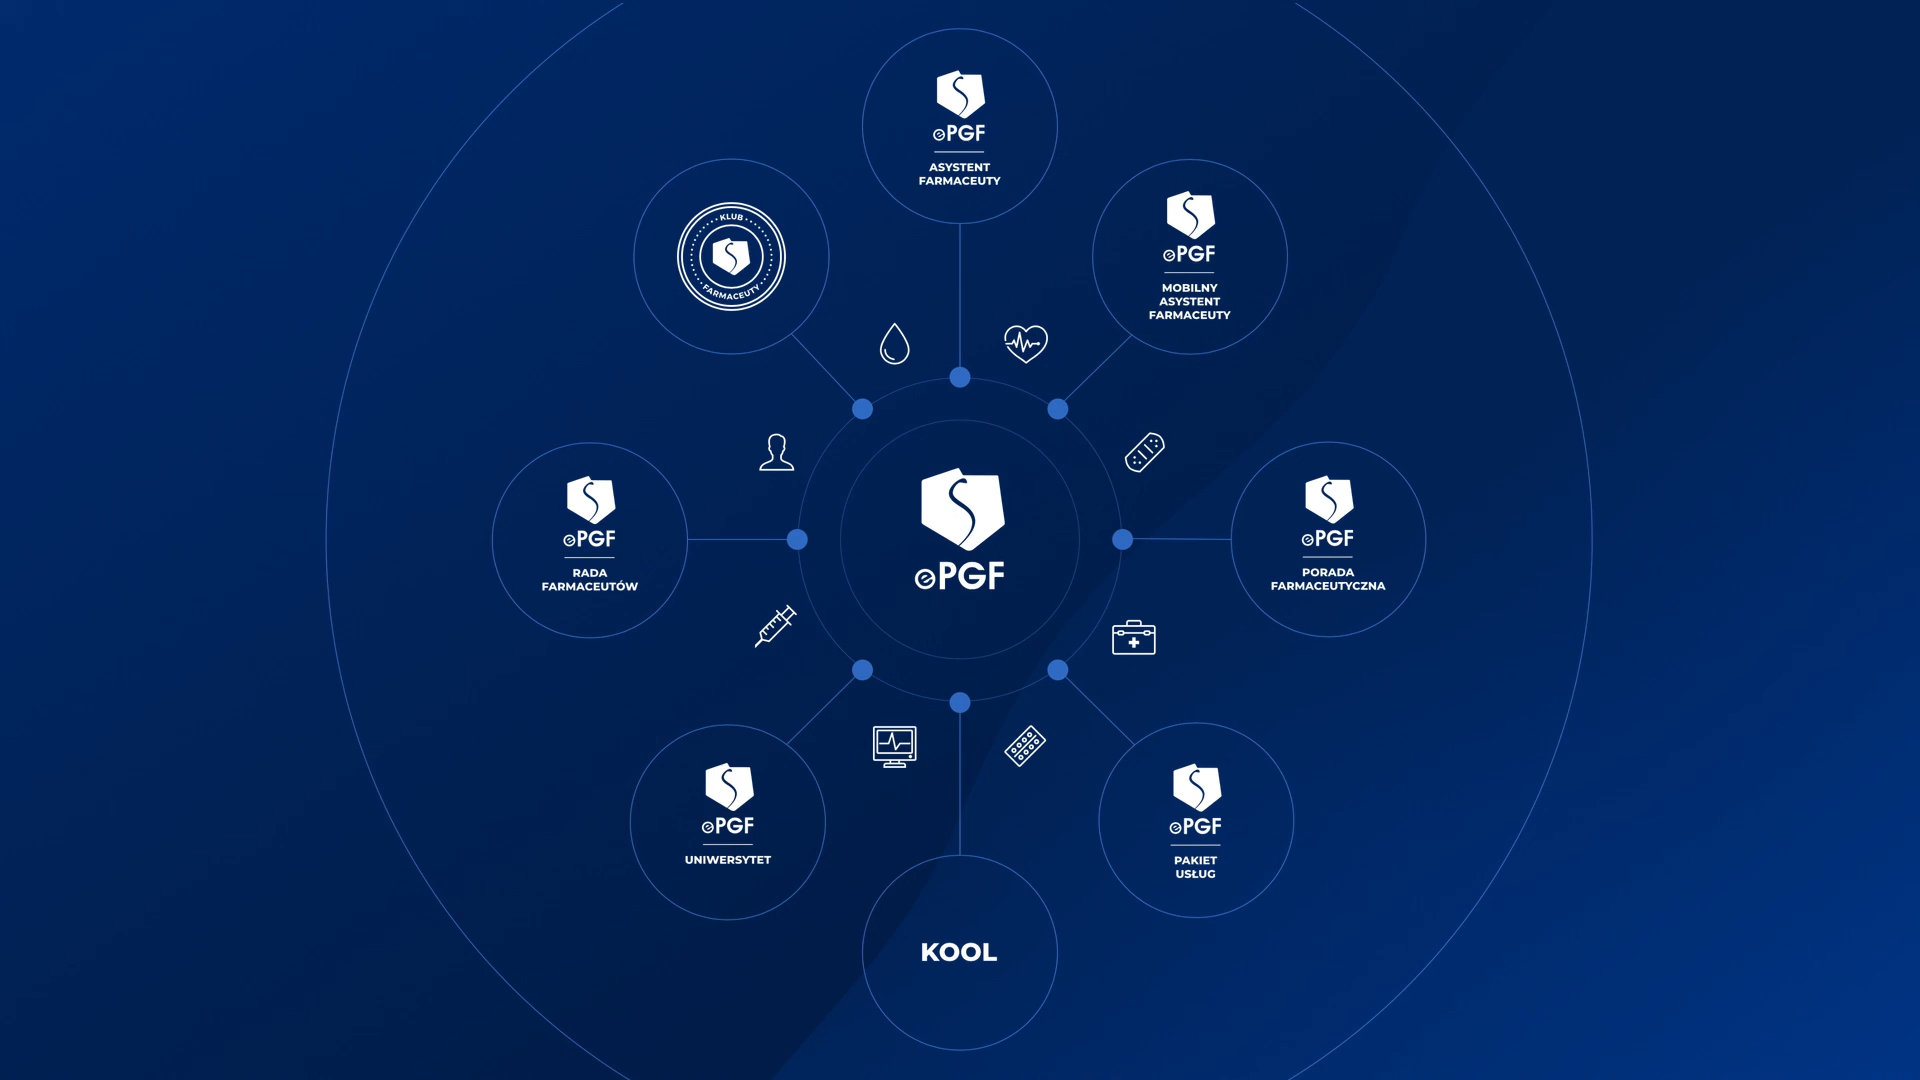 ePGF
ASYSTENT
FARMACEUTY
KLUB
FARMACEUTY
ePGF
MOBILNY
ASYSTENT
FARMACEUTY
ePGF
RADA
FARMACEUTÓW
ePGF
ePGF
PORADA
FARMACEUTYCZNA
ePGF
UNIWERSYTET
ePGF
PAKIET
USŁUG
KOOL